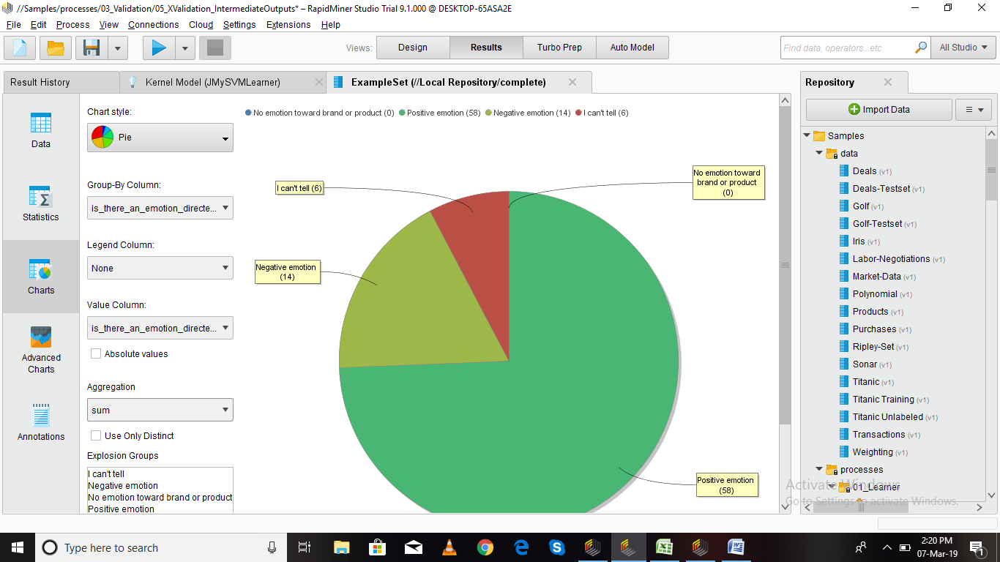 //Samples/processes/03_Validation/05_XValidation_IntermediateOutputs* – RapidMiner Studio Trial 9.1.000 @ DESKTOP-65ASA2E
File Edit Process View Connections Cloud Settings Extensions Help
Views: Design Results Turbo Prep Auto Model
Find data, operators...etc All Studio
Result History Kernel Model (JMySVMLearner) ExampleSet (//Local Repository/complete)
Data
Statistics
Charts
Advanced
Charts
Annotations
Chart style:
Pie
Group-By Column:
is_there_an_emotion_directe...
Legend Column:
None
Value Column:
is_there_an_emotion_directe...
Absolute values
Aggregation
sum
Use Only Distinct
Explosion Groups
I can't tell
Negative emotion
No emotion toward brand or product
Positive emotion
No emotion toward brand or product (0) Positive emotion (58) Negative emotion (14) I can't tell (6)
I can't tell (6)
No emotion toward
brand or product
(0)
Negative emotion
(14)
Positive emotion
(58)
Repository
Import Data
Samples
data
Deals (v1)
Deals-Testset (v1)
Golf (v1)
Golf-Testset (v1)
Iris (v1)
Labor-Negotiations (v1)
Market-Data (v1)
Polynomial (v1)
Products (v1)
Purchases (v1)
Ripley-Set (v1)
Sonar (v1)
Titanic (v1)
Titanic Training (v1)
Titanic Unlabeled (v1)
Transactions (v1)
Weighting (v1)
processes
01_Learner
Activate Windows
Go to Settings to activate Windows.
Type here to search
2:20 PM
07-Mar-19
1